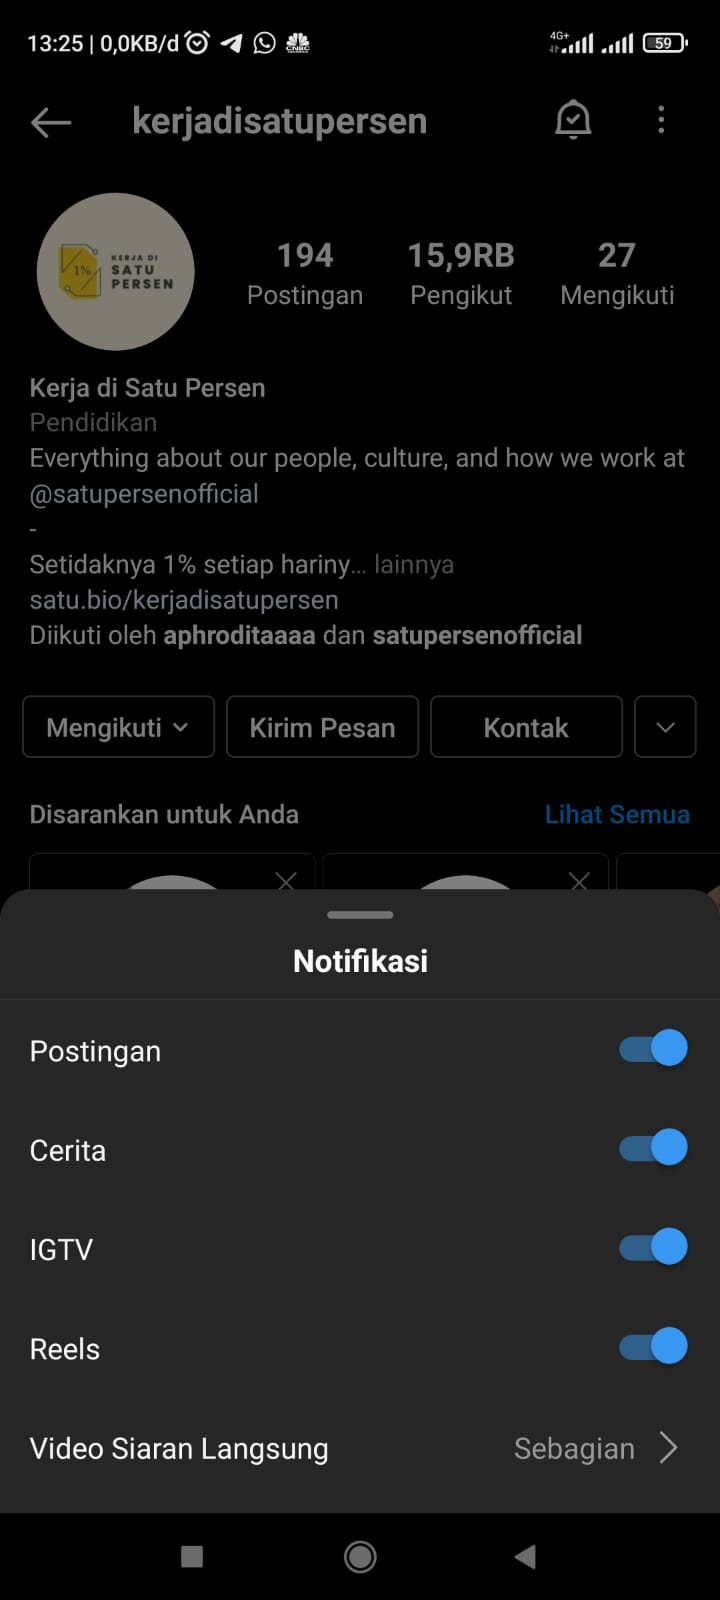 13:25 | 0,0KB/d
4G+
59
kerjadisatupersen
1%
KERJA DI
SATU
PERSEN
194
15,9RB
27
Postingan
Pengikut
Mengikuti
Kerja di Satu Persen
Pendidikan
Everything about our people, culture, and how we work at
@satupersenofficial
-
Setidaknya 1% setiap hariny… lainnya
satu.bio/kerjadisatupersen
Diikuti oleh aphroditaaaa dan satupersenofficial
Mengikuti
Kirim Pesan
Kontak
Disarankan untuk Anda
Lihat Semua
Notifikasi
Postingan
Cerita
IGTV
Reels
Video Siaran Langsung
Sebagian